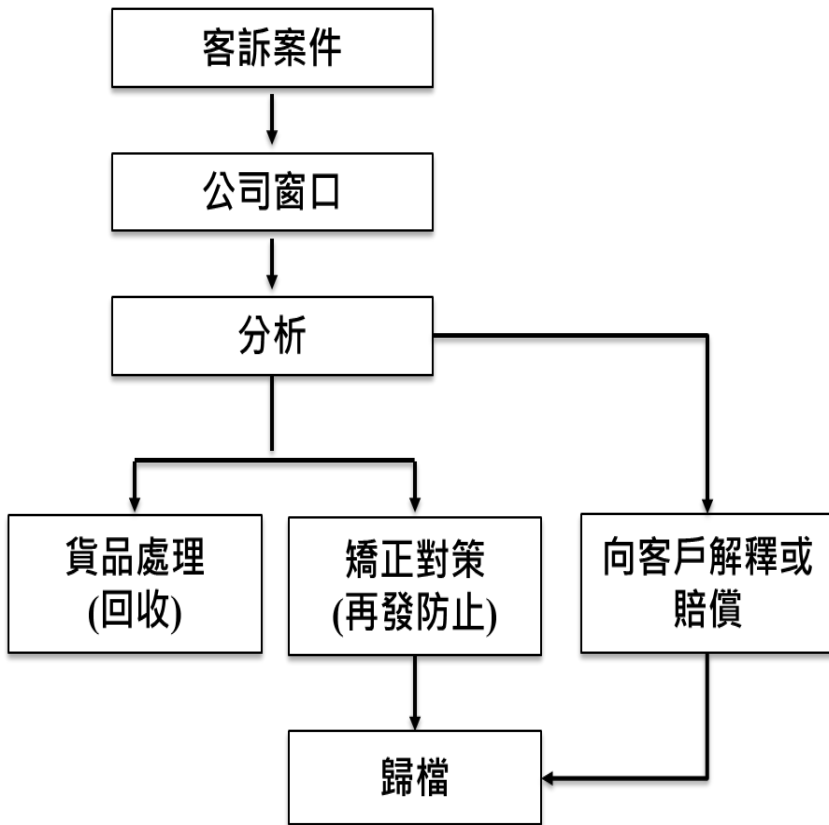 客訴案件
公司窗口
分析
貨品處理
(回收)
矯正對策
(再發防止)
向客戶解釋或
賠償
歸檔